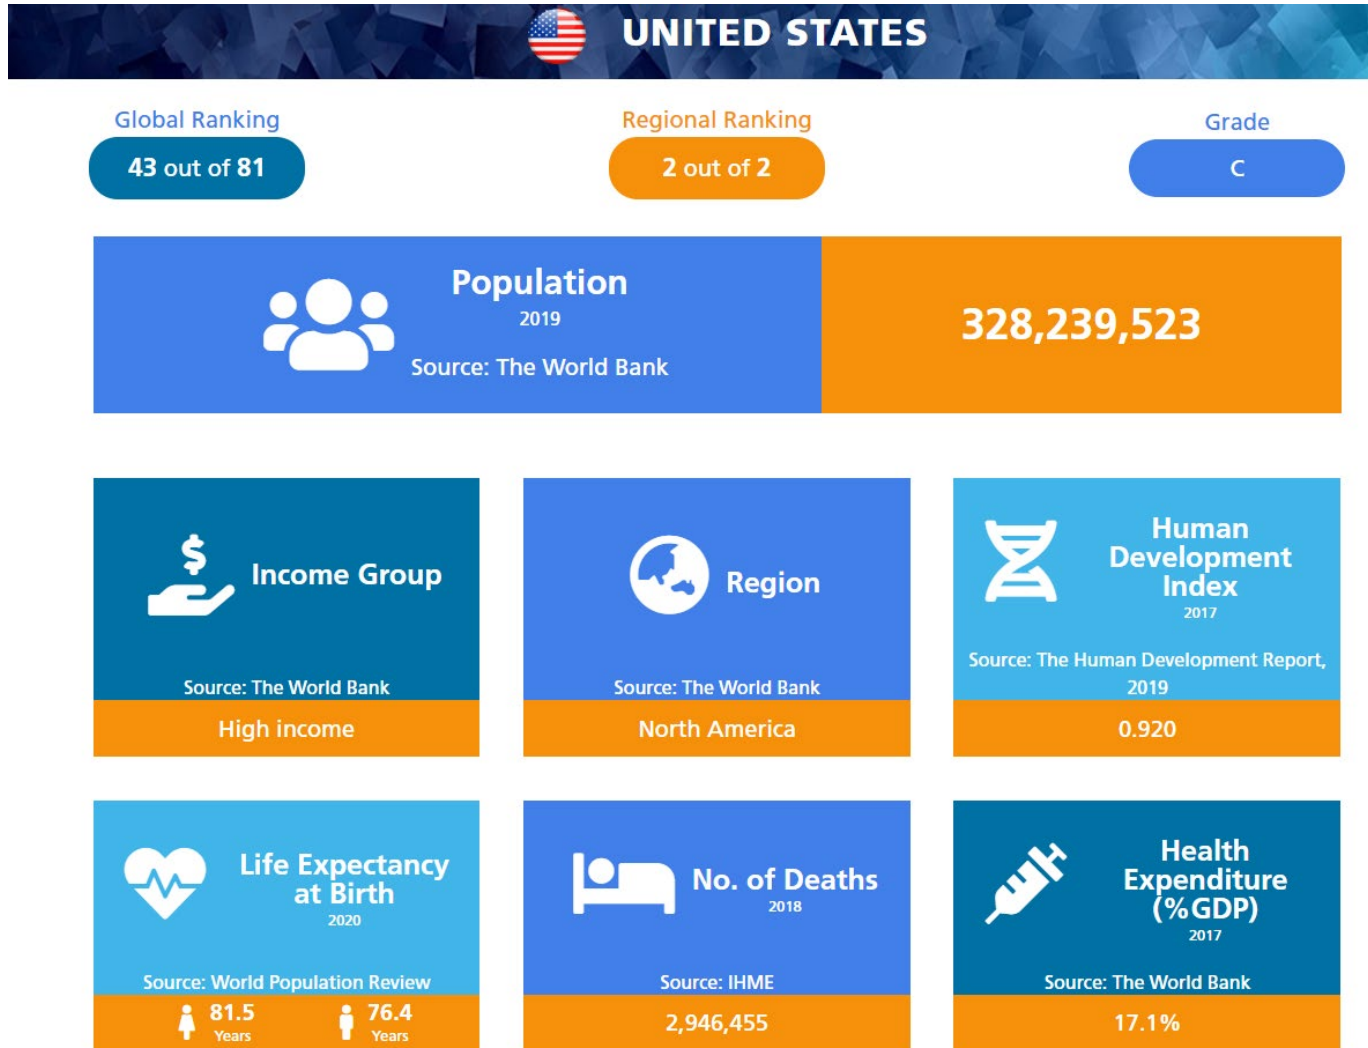 UNITED STATES
Global Ranking
43 out of 81
Regional Ranking
2 out of 2
Grade
C
Population
2019
Source: The World Bank
328,239,523
$
Income Group
Source: The World Bank
High income
Region
Source: The World Bank
North America
Human
Development
Index
2017
Source: The Human Development Report,
2019
0.920
Life Expectancy
at Birth
2020
Source: World Population Review
81.5
Years
76.4
Years
No. of Deaths
2018
Source: IHME
2,946,455
Health
Expenditure
(%GDP)
2017
Source: The World Bank
17.1%